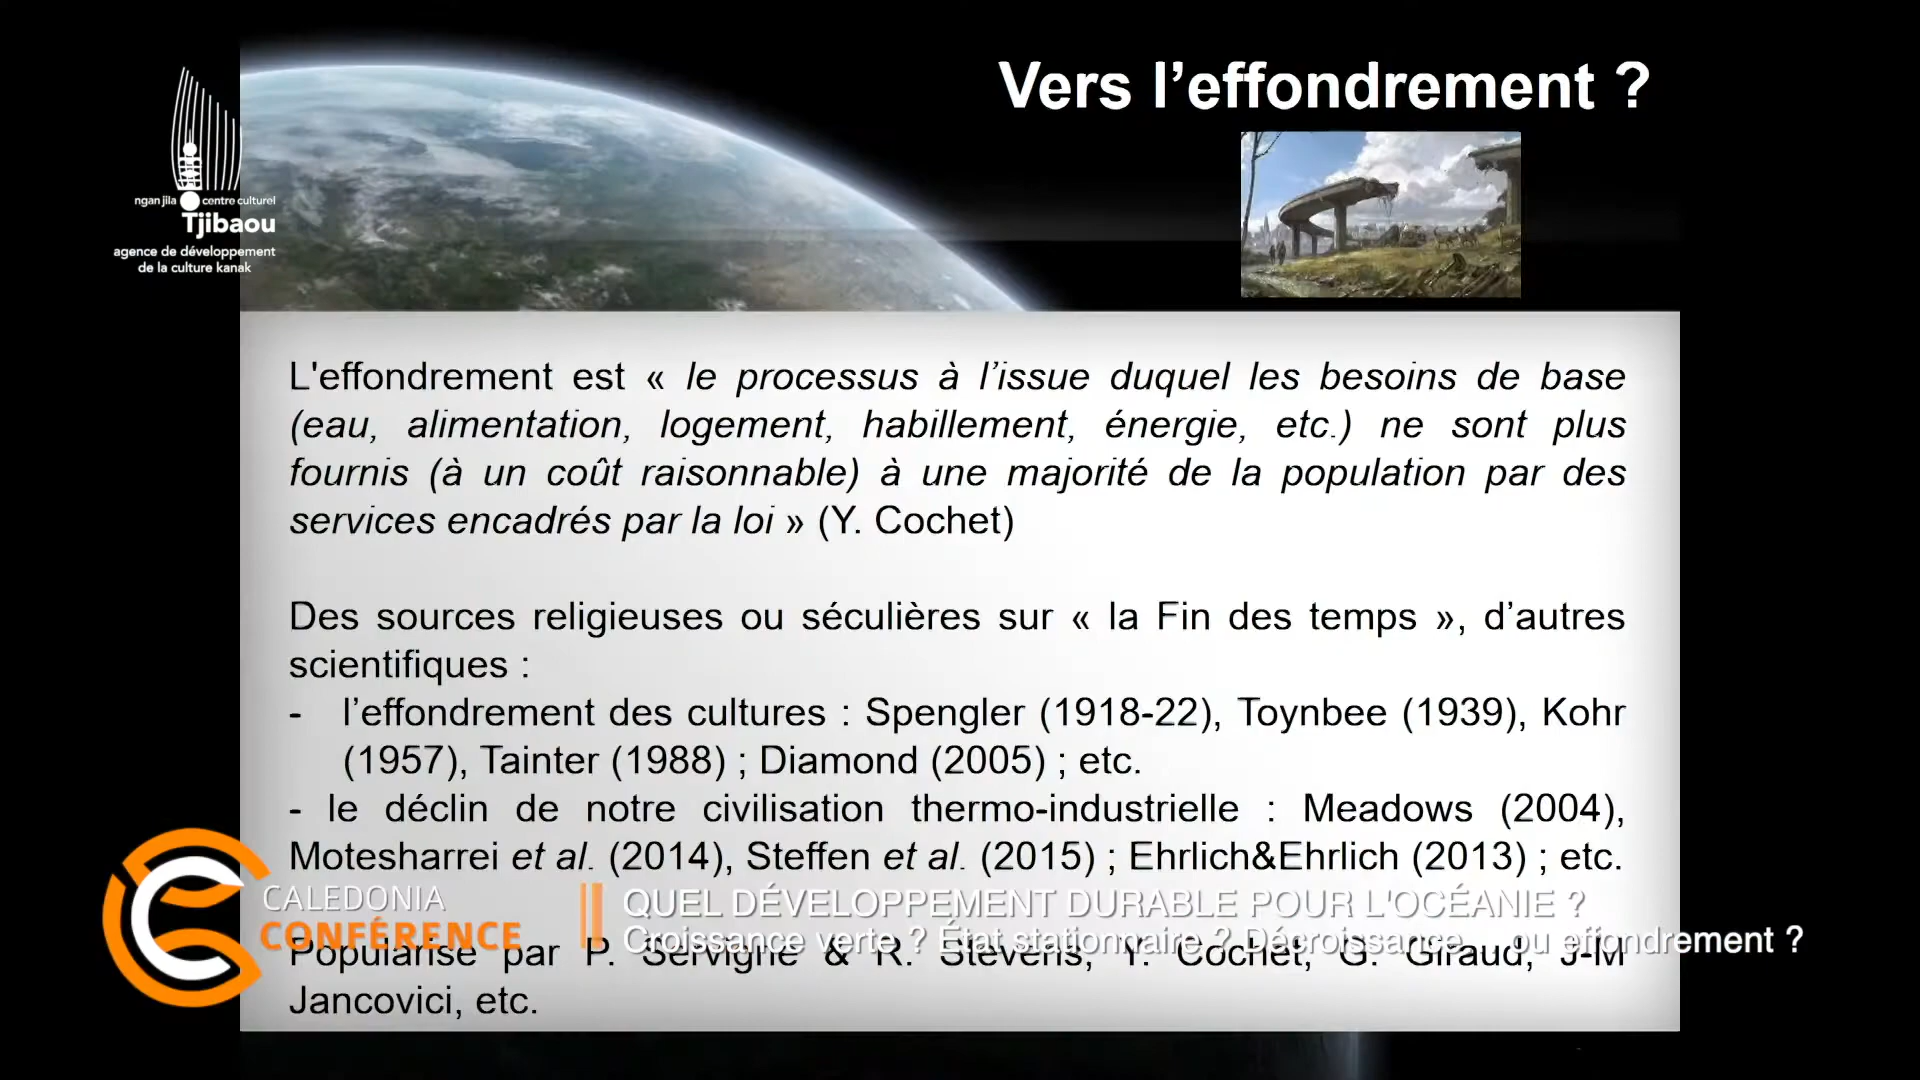 Vers l’effondrement ?
ngan jila centre culturel
Tjibaou
agence de développement
de la culture kanak
L'effondrement est « le processus à l’issue duquel les besoins de base
(eau, alimentation, logement, habillement, énergie, etc.) ne sont plus
fournis (à un coût raisonnable) à une majorité de la population par des
services encadrés par la loi » (Y. Cochet)
Des sources religieuses ou séculières sur « la Fin des temps », d’autres
scientifiques :
- l’effondrement des cultures : Spengler (1918-22), Toynbee (1939), Kohr
(1957), Tainter (1988) ; Diamond (2005) ; etc.
- le déclin de notre civilisation thermo-industrielle : Meadows (2004),
Motesharrei et al. (2014), Steffen et al. (2015) ; Ehrlich&Ehrlich (2013) ; etc.
Popularisé par P. Servigne & R. Stevens, Y. Cochet, G. Giraud, J-M
Jancovici, etc.
CALEDONIA
CONFÉRENCE
QUEL DÉVELOPPEMENT DURABLE POUR L'OCÉANIE ?
Croissance verte ? État stationnaire ? Décroissance ... ou effondrement ?